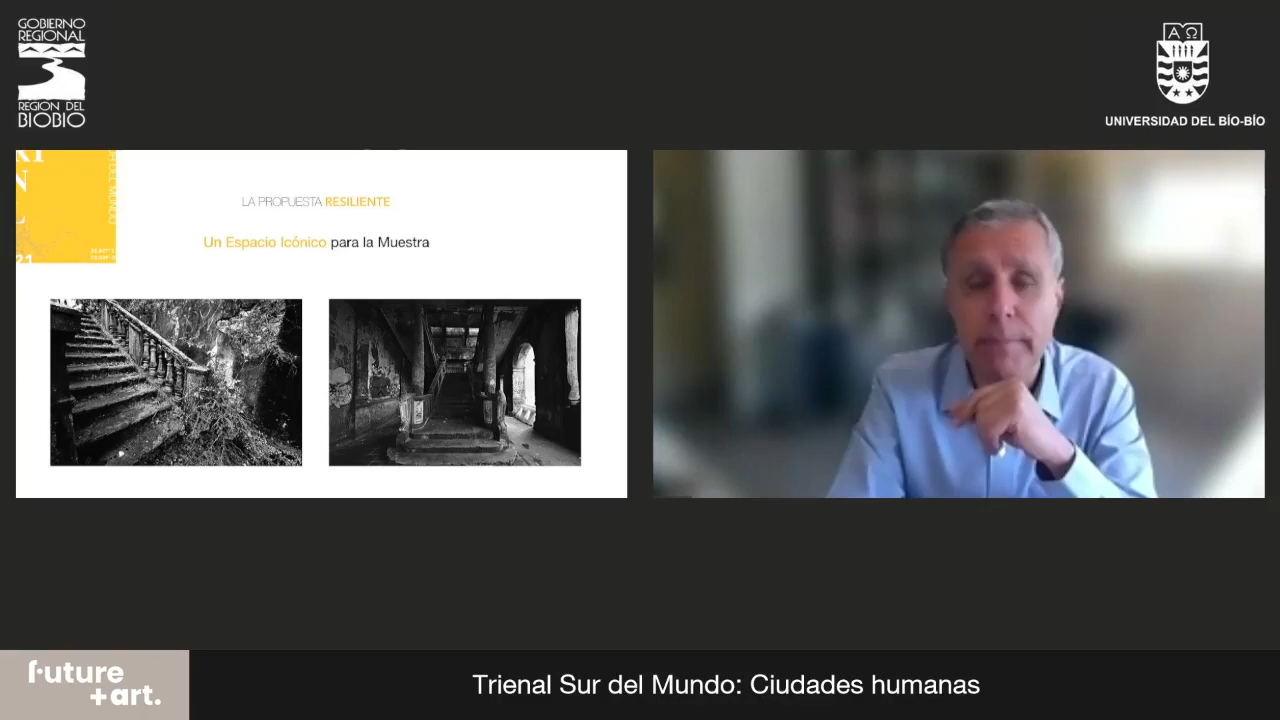 GOBIERNO
REGIONAL
REGIÓN DEL
BIOBIO
UNIVERSIDAD DEL BÍO-BÍO
LA PROPUESTA RESILIENTE
Un Espacio Icónico para la Muestra
future
+art.
Trienal Sur del Mundo: Ciudades humanas